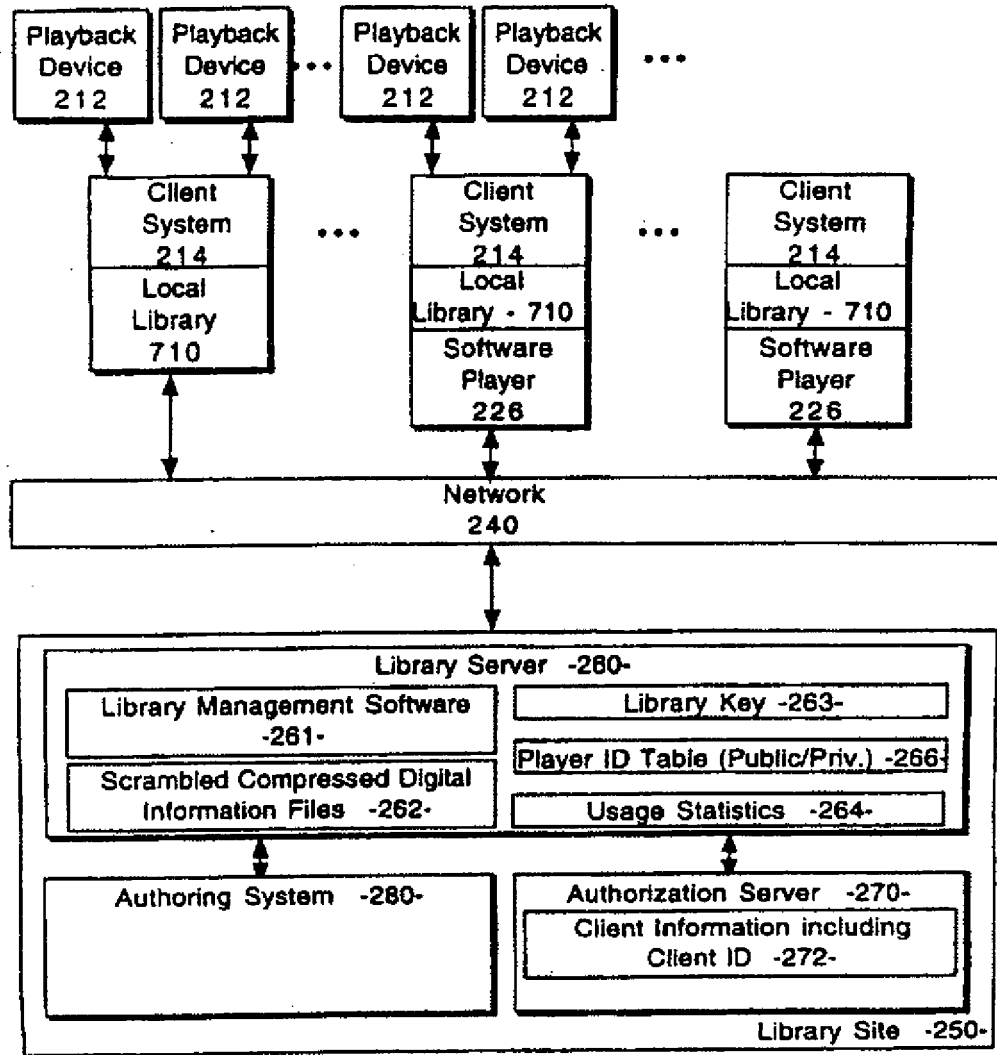 Playback
Device
212
Playback
Device
212
•••
Playback
Device
212
Playback
Device
212
•••
Client
System
214
Local
Library
710
•••
Client
System
214
Local
Library - 710
Software
Player
226
•••
Client
System
214
Local
Library - 710
Software
Player
226
Network
240
Library Server -280-
Library Management Software
-261-
Scrambled Compressed Digital
Information Files -262-
Library Key -263-
Player ID Table (Public/Priv.) -266-
Usage Statistics -264-
Authoring System -280-
Authorization Server -270-
Client Information including
Client ID -272-
Library Site -250-